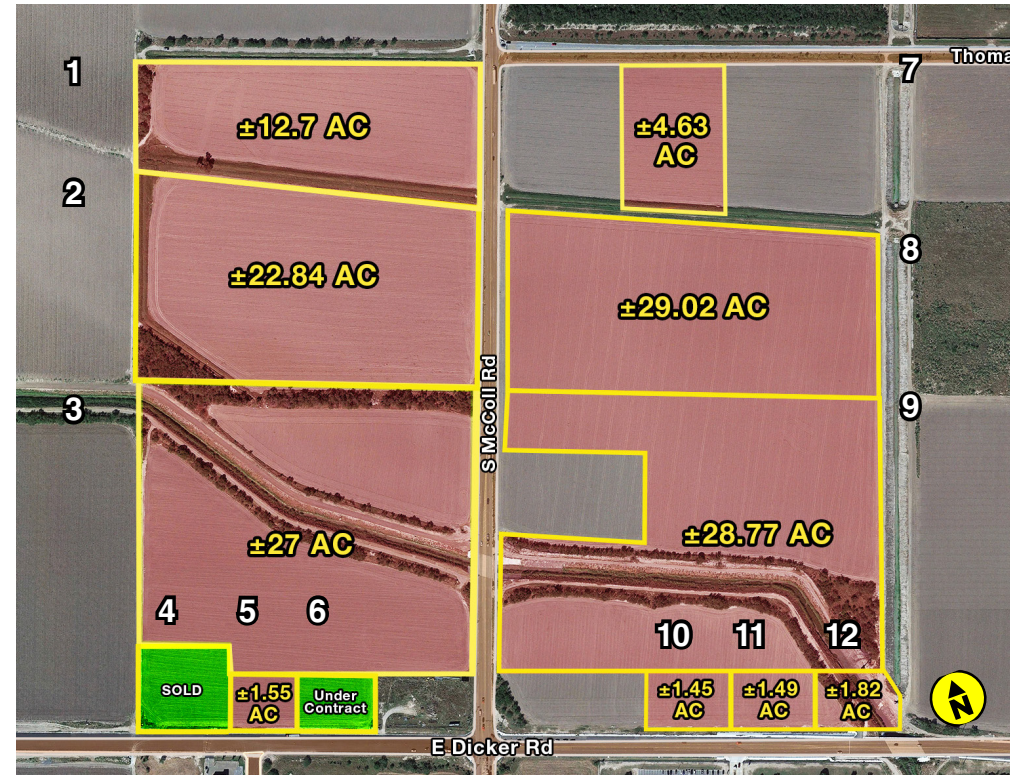 1
7
Thoma
±12.7 AC
±4.63
AC
2
8
±22.84 AC
±29.02 AC
S McColl Rd
3
9
±27 AC
±28.77 AC
4
5
6
10
11
12
SOLD
±1.55
AC
Under
Contract
±1.45
AC
±1.49
AC
±1.82
AC
N
E Dicker Rd